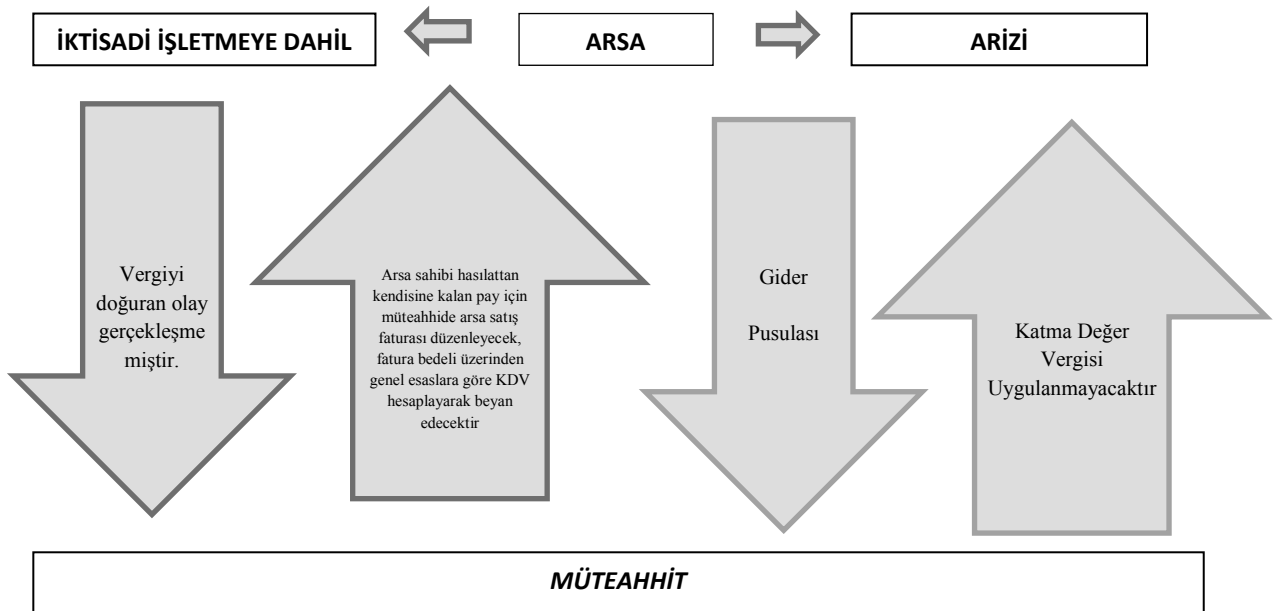 İKTİSADİ İŞLETMEYE DAHİL
ARSA
ARİZİ
Vergiyi
doğuran olay
gerçekleşme
miştir.
Arsa sahibi hasılattan
kendisine kalan pay için
müteahhide arsa satış
faturası düzenleyecek,
fatura bedeli üzerinden
genel esaslara göre KDV
hesaplayarak beyan
edecektir
Gider
Pusulası
Katma Değer
Vergisi
Uygulanmayacaktır
MÜTEAHHİT